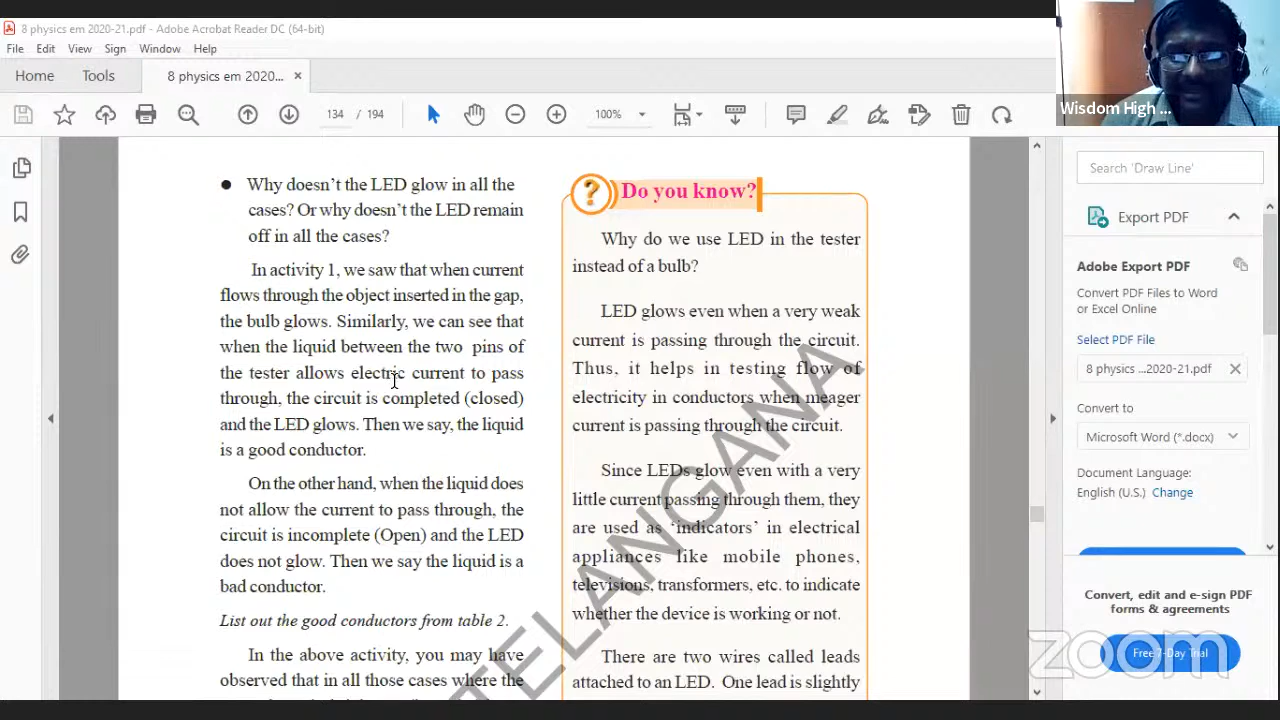 8 physics em 2020-21.pdf - Adobe Acrobat Reader DC (64-bit)
File Edit View Sign Window Help
Home Tools 8 physics em 2020... ×
134 / 194 100%
Wisdom High ...
Why doesn't the LED glow in all the
cases? Or why doesn't the LED remain
off in all the cases?
In activity 1, we saw that when current
flows through the object inserted in the gap,
the bulb glows. Similarly, we can see that
when the liquid between the two pins of
the tester allows electric current to pass
through, the circuit is completed (closed)
and the LED glows. Then we say, the liquid
is a good conductor.
On the other hand, when the liquid does
not allow the current to pass through, the
circuit is incomplete (Open) and the LED
does not glow. Then we say the liquid is a
bad conductor.
List out the good conductors from table 2.
In the above activity, you may have
observed that in all those cases where the
? Do you know?
Why do we use LED in the tester
instead of a bulb?
LED glows even when a very weak
current is passing through the circuit.
Thus, it helps in testing flow of
electricity in conductors when meager
current is passing through the circuit.
Since LEDs glow even with a very
little current passing through them, they
are used as 'indicators' in electrical
appliances like mobile phones,
televisions, transformers, etc. to indicate
whether the device is working or not.
There are two wires called leads
attached to an LED. One lead is slightly
TELANGANA
Search 'Draw Line'
Export PDF
Adobe Export PDF
Convert PDF Files to Word
or Excel Online
Select PDF File
8 physics ...2020-21.pdf
Convert to
Microsoft Word (*.docx)
Document Language:
English (U.S.) Change
Convert, edit and e-sign PDF
forms & agreements
Free 7-Day Trial
zoom